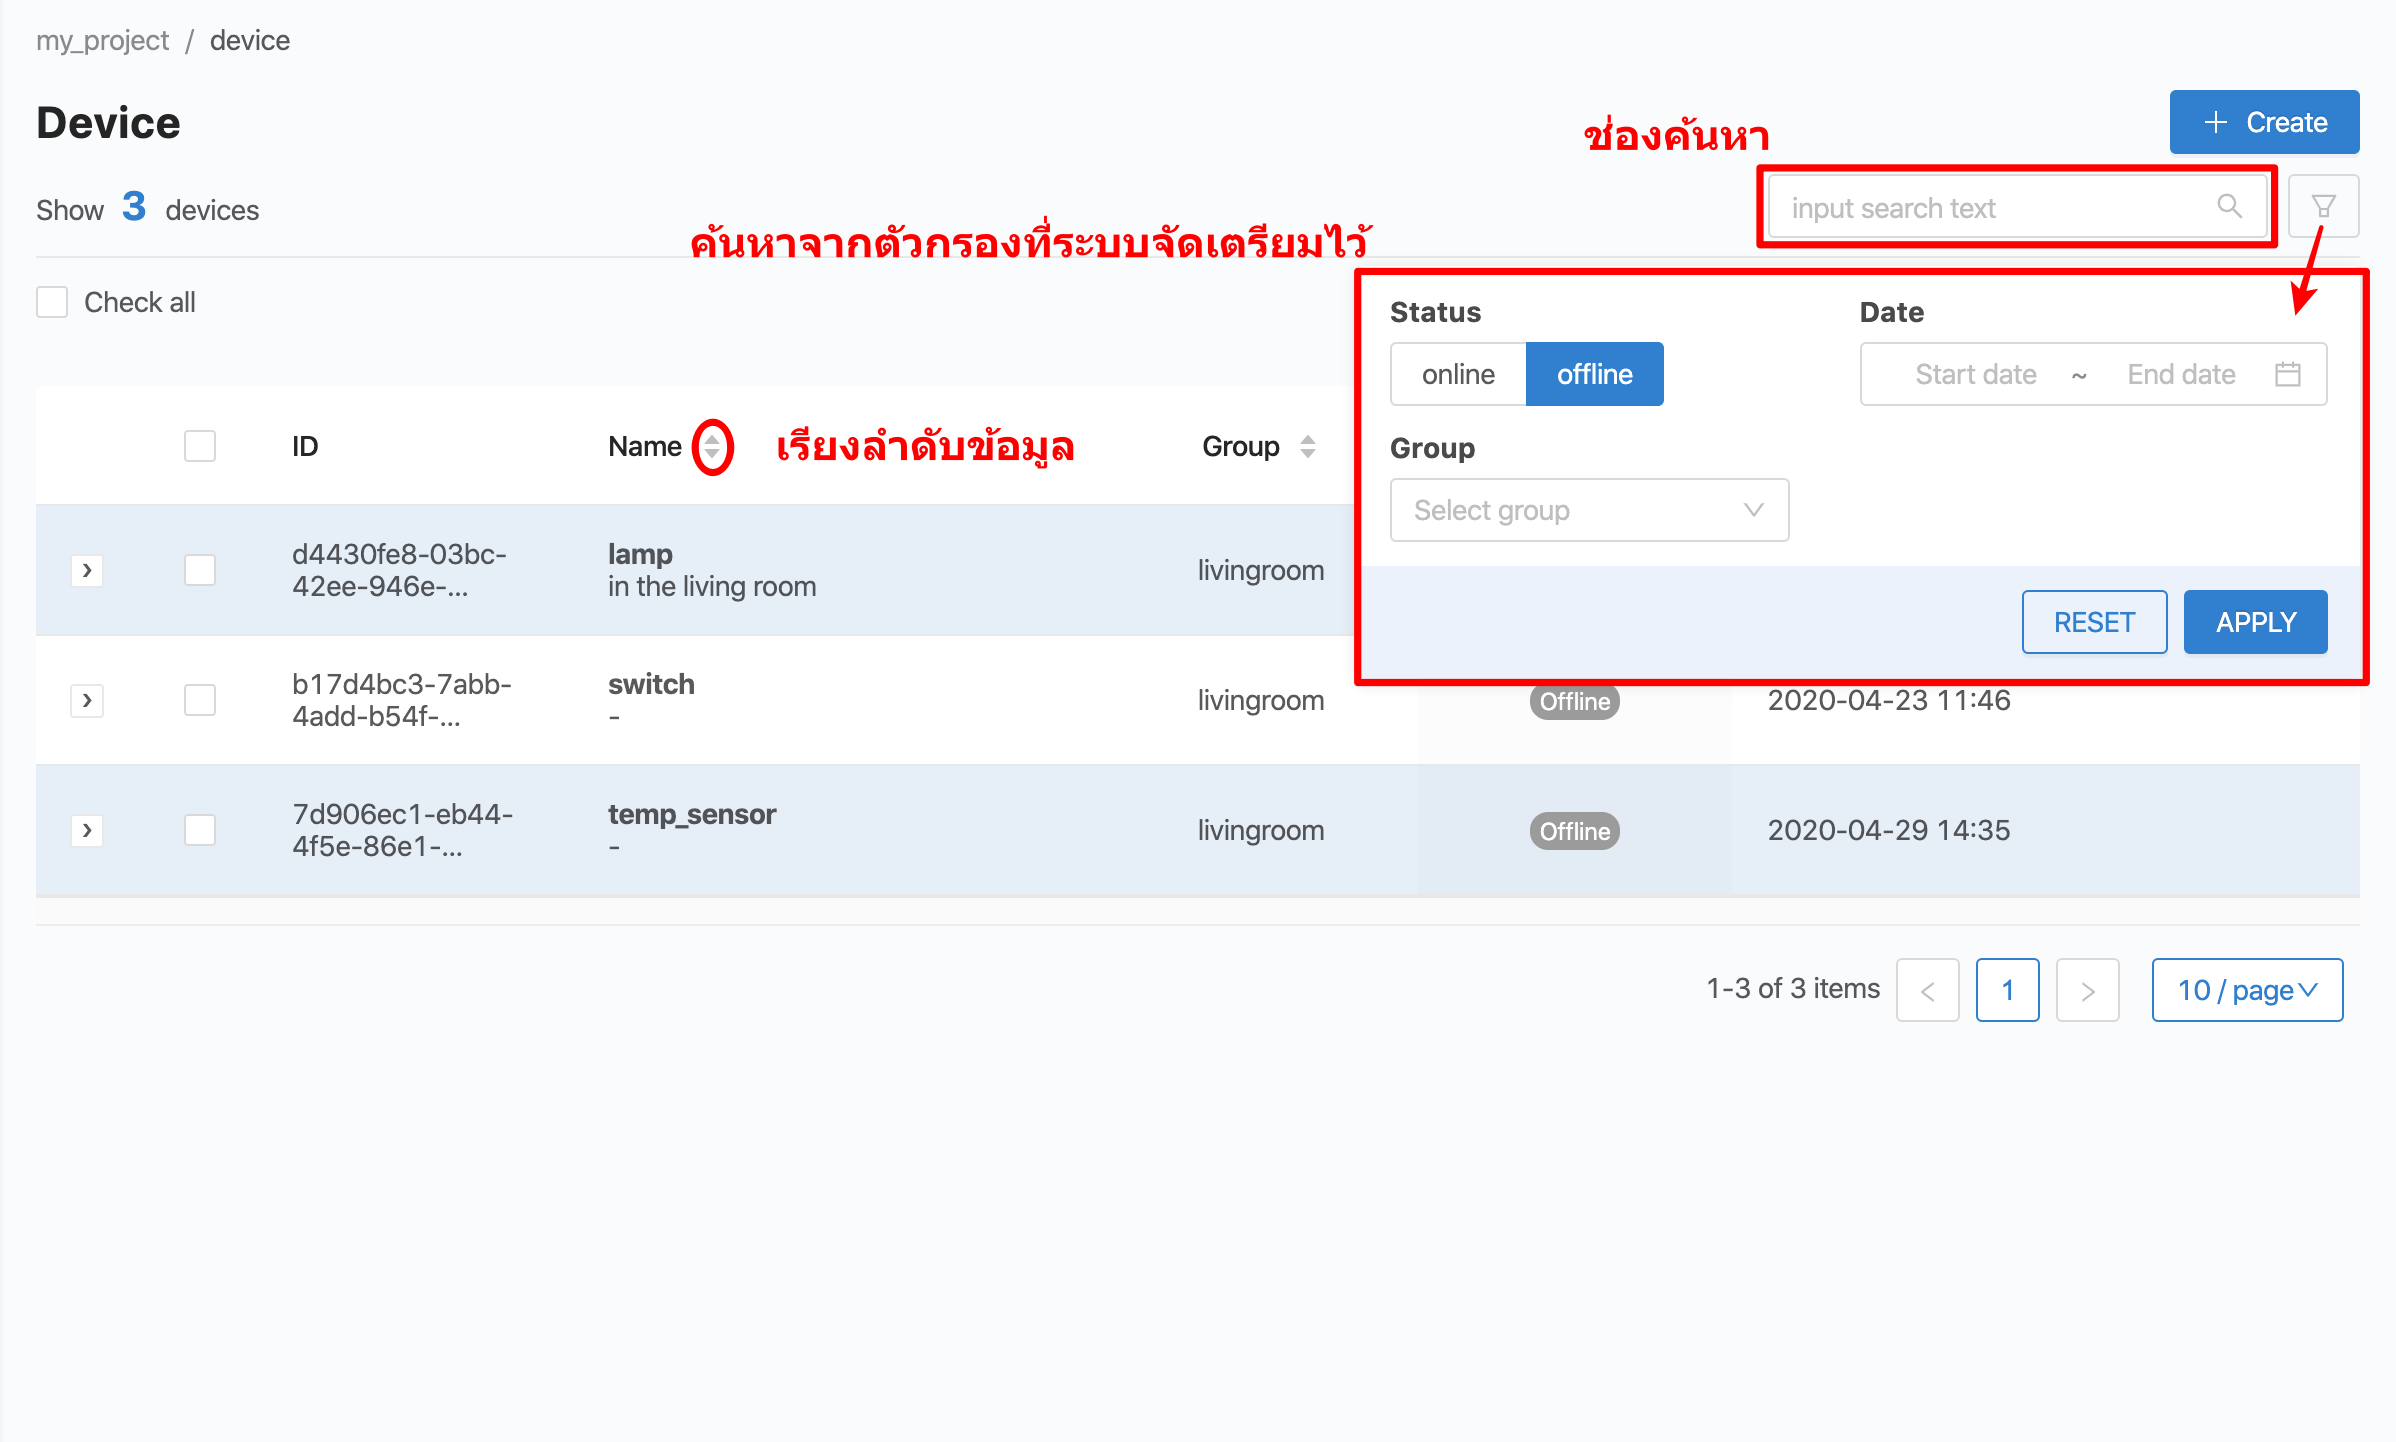 my_project / device
Device
+ Create
ช่องค้นหา
Show 3 devices
input search text
ค้นหาจากตัวกรองที่ระบบจัดเตรียมไว้
Check all
Status
Date
online
offline
Start date ~ End date
ID
Name
เรียงลำดับข้อมูล
Group
Group
Select group
d4430fe8-03bc-
42ee-946e-...
lamp
in the living room
livingroom
RESET
APPLY
b17d4bc3-7abb-
4add-b54f-...
switch
-
livingroom
Offline
2020-04-23 11:46
7d906ec1-eb44-
4f5e-86e1-...
temp_sensor
-
livingroom
Offline
2020-04-29 14:35
1-3 of 3 items
<
1
>
10 / page